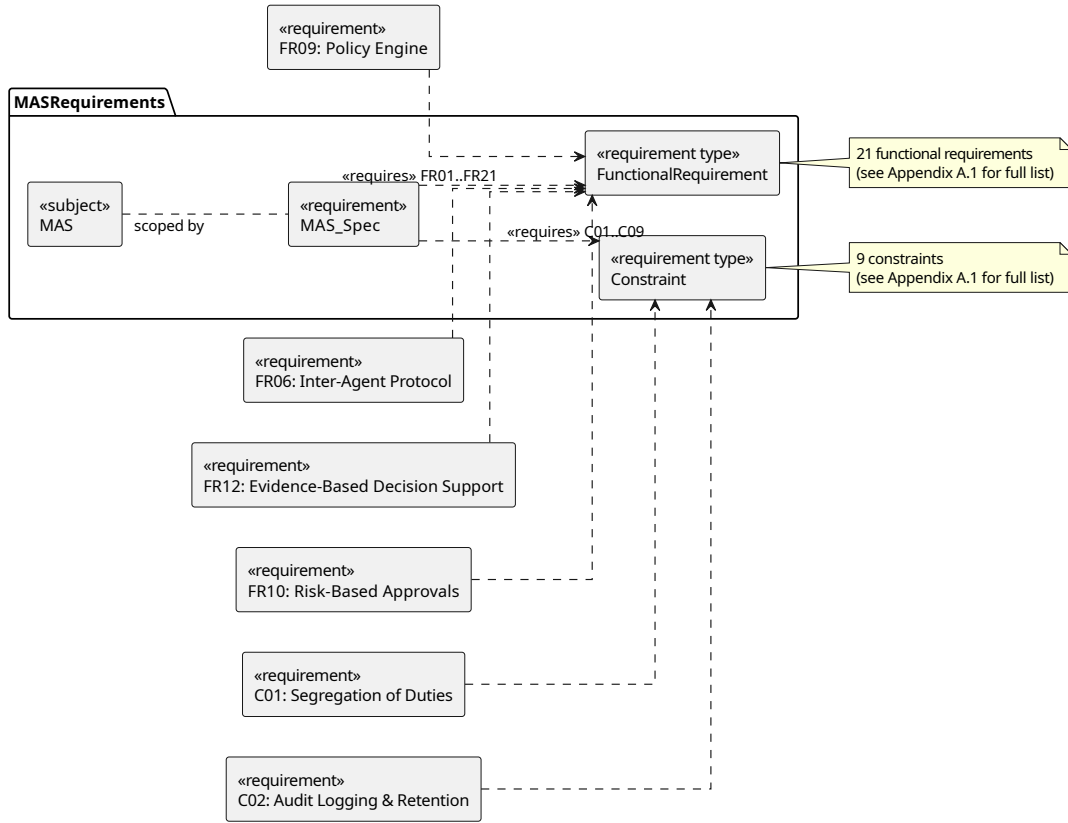 «requirement»
FR09: Policy Engine
MASRequirements
«requirement type»
FunctionalRequirement
21 functional requirements
(see Appendix A.1 for full list)
«requires» FR01..FR21
«subject»
MAS
scoped by
«requirement»
MAS_Spec
«requires» C01..C09
«requirement type»
Constraint
9 constraints
(see Appendix A.1 for full list)
«requirement»
FR06: Inter-Agent Protocol
«requirement»
FR12: Evidence-Based Decision Support
«requirement»
FR10: Risk-Based Approvals
«requirement»
C01: Segregation of Duties
«requirement»
C02: Audit Logging & Retention